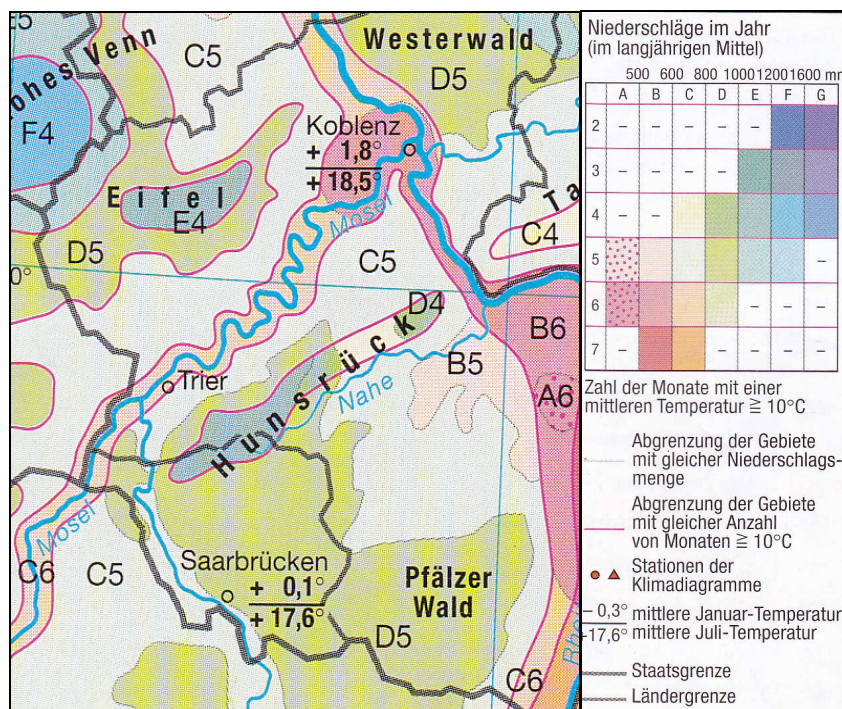 E5
Hohes Venn
C5
Westerwald
D5
F4
Koblenz
+ 1,8°
+ 18,5°
Eifel
E4
Mosel
Ta
C4
D5
C5
0°
D4
B6
B5
Trier
Hunsrück
Nahe
A6
Mosel
Saarbrücken
+ 0,1°
+ 17,6°
Pfälzer
Wald
C6
C5
D5
C6
Rhe
Niederschläge im Jahr
(im langjährigen Mittel)
500 600 800 1000 1200 1600 mm
A B C D E F G
2 – – – – –
3 – – – –
4 – –
5 –
6 – – –
7 – – – – –
Zahl der Monate mit einer
mittleren Temperatur ≧ 10°C
Abgrenzung der Gebiete
mit gleicher Niederschlags-
menge
Abgrenzung der Gebiete
mit gleicher Anzahl
von Monaten ≧ 10°C
Stationen der
Klimadiagramme
– 0,3° mittlere Januar-Temperatur
+17,6° mittlere Juli-Temperatur
Staatsgrenze
Ländergrenze